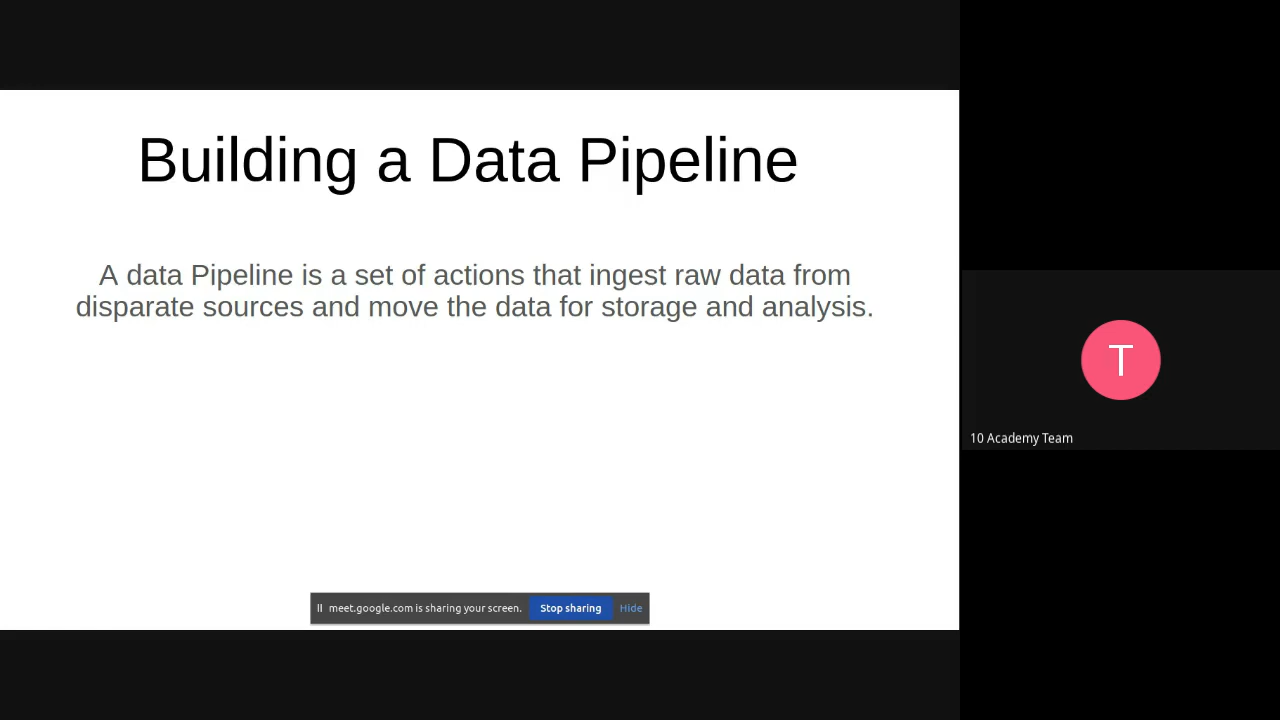 Building a Data Pipeline
A data Pipeline is a set of actions that ingest raw data from
disparate sources and move the data for storage and analysis.
T
10 Academy Team
meet.google.com is sharing your screen. Stop sharing Hide